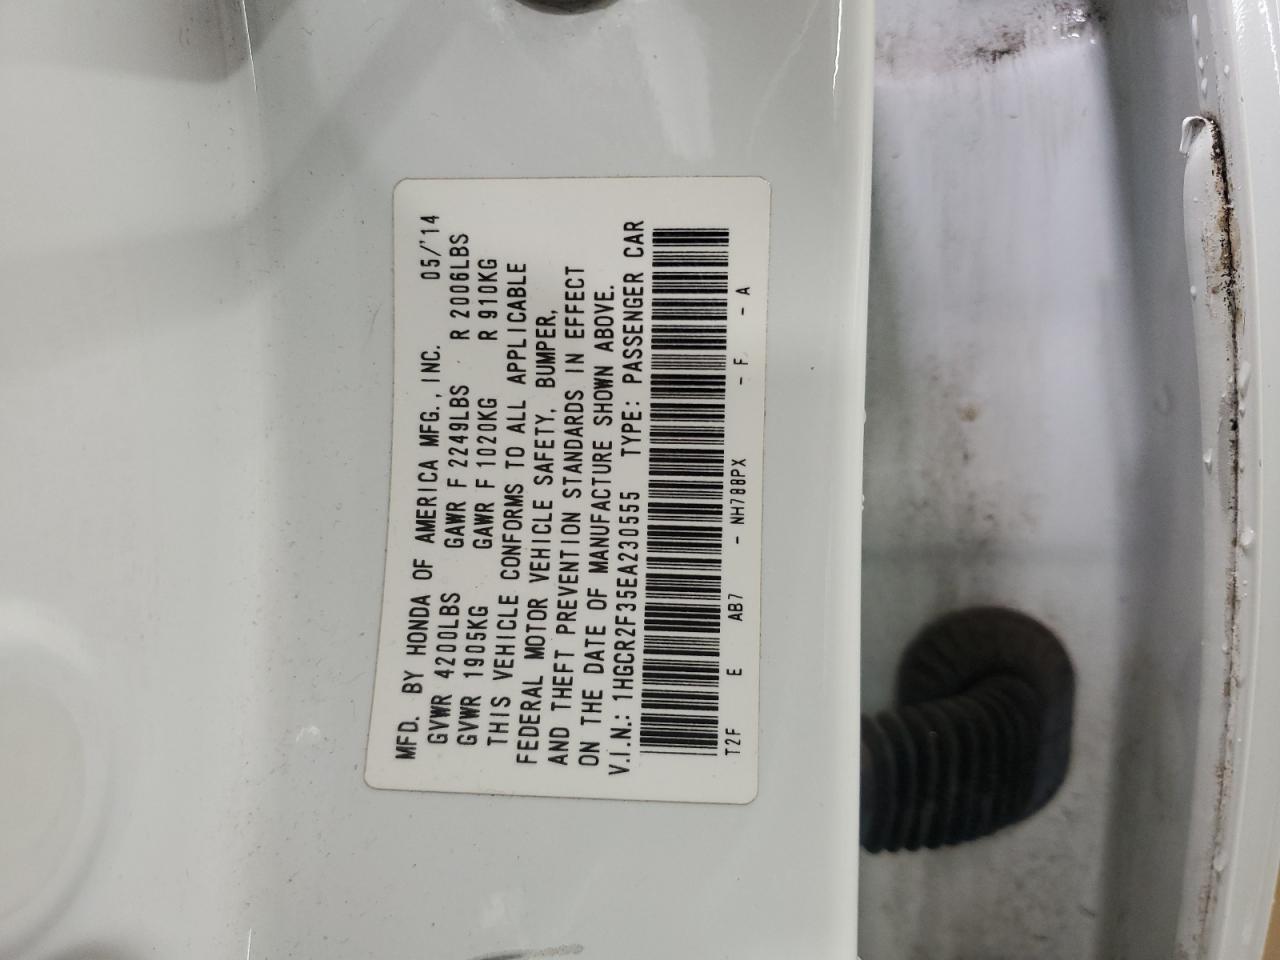 MFD. BY HONDA OF AMERICA MFG., INC. 05/'14
GVWR 4200LBS GAWR F 2249LBS R 2006LBS
GVWR 1905KG GAWR F 1020KG R 910KG
THIS VEHICLE CONFORMS TO ALL APPLICABLE
FEDERAL MOTOR VEHICLE SAFETY, BUMPER,
AND THEFT PREVENTION STANDARDS IN EFFECT
ON THE DATE OF MANUFACTURE SHOWN ABOVE.
V.I.N.: 1HGCR2F35EA230555 TYPE: PASSENGER CAR
T2F E AB7 - NH788PX - F - A